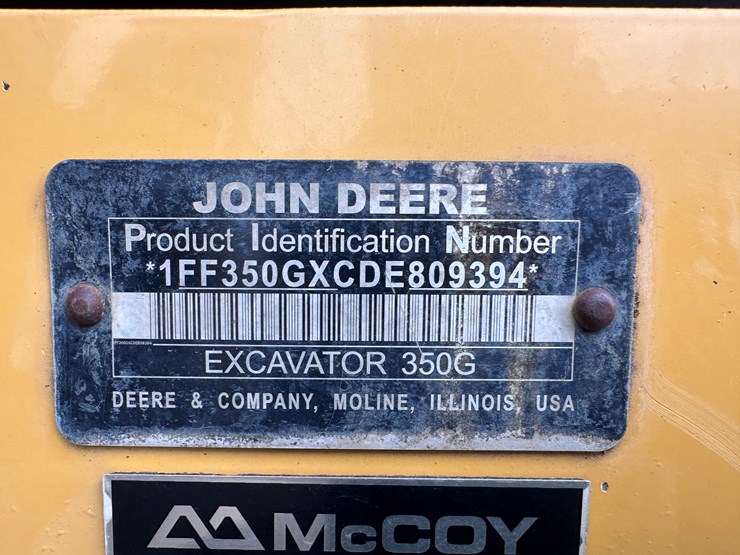 JOHN DEERE
Product Identification Number
*1FF350GXCDE809394*
EXCAVATOR 350G
DEERE & COMPANY, MOLINE, ILLINOIS, USA
McCOY